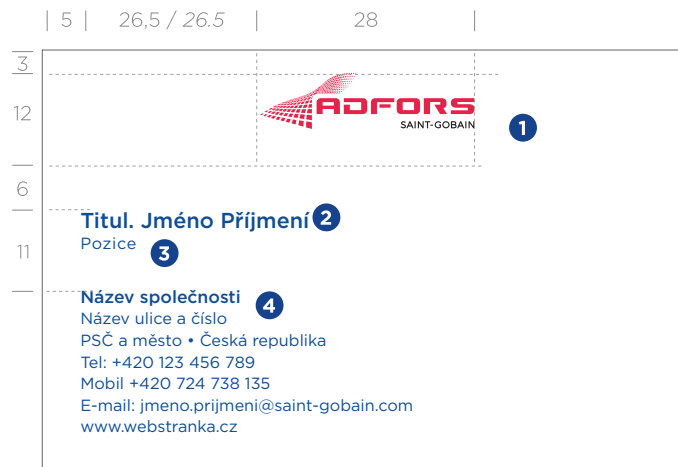 5 26,5 / 26.5 28
3
12
ADFORS
SAINT-GOBAIN
1
6
Titul. Jméno Příjmení 2
11
Pozice 3
Název společnosti 4
Název ulice a číslo
PSČ a město • Česká republika
Tel: +420 123 456 789
Mobil +420 724 738 135
E-mail: jmeno.prijmeni@saint-gobain.com
www.webstranka.cz